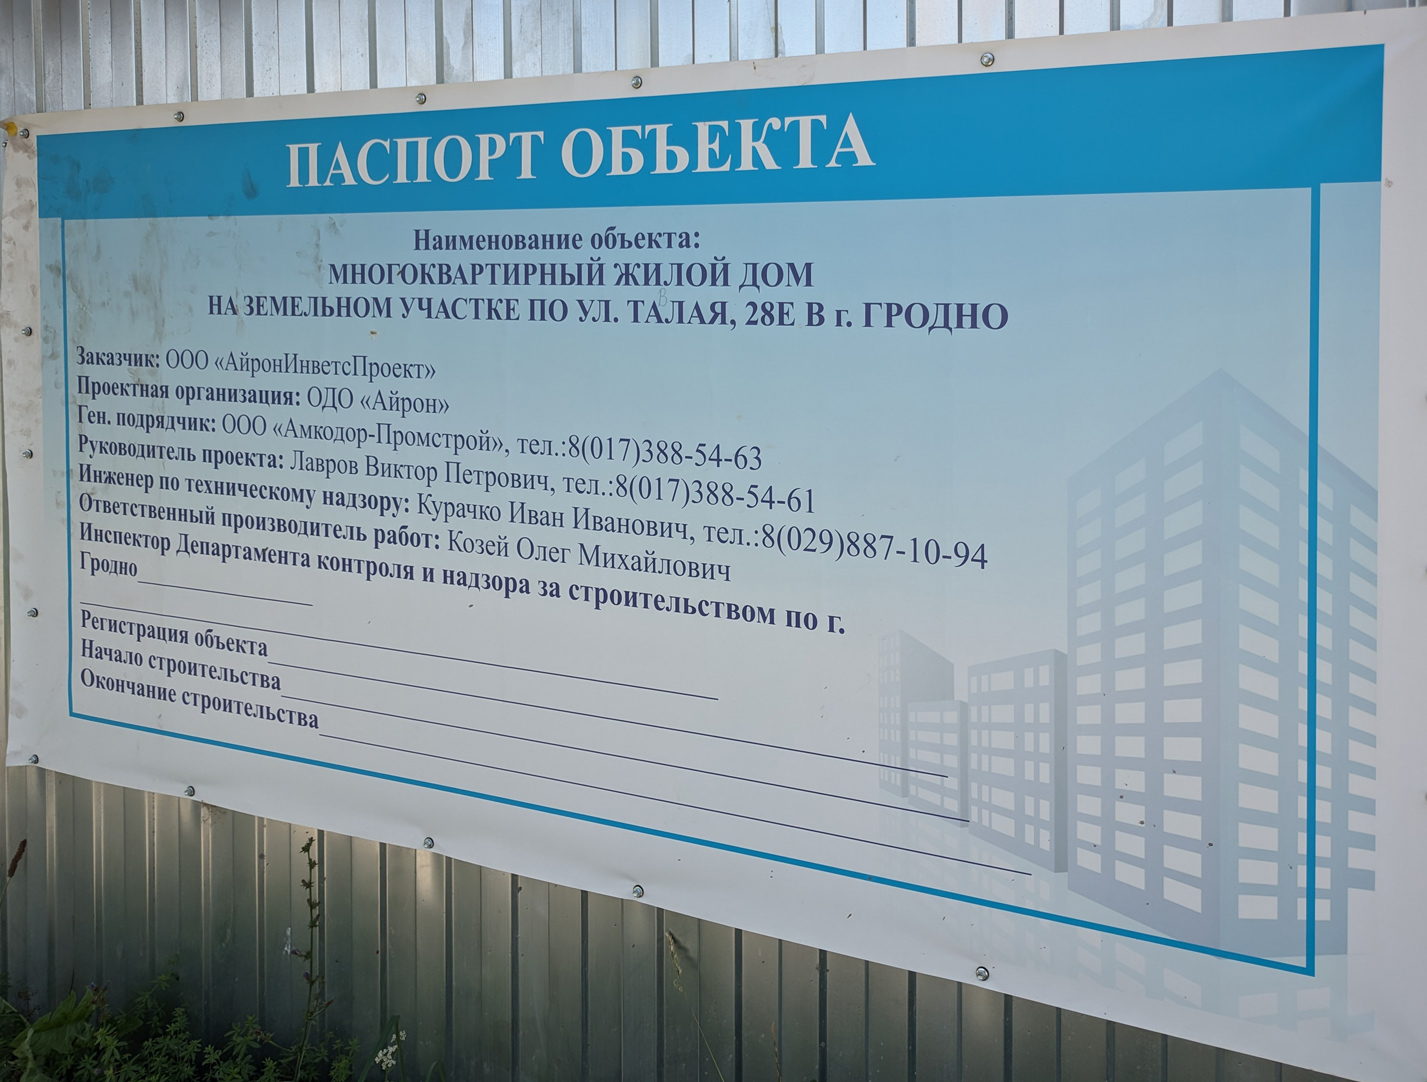 ПАСПОРТ ОБЪЕКТА
Наименование объекта:
МНОГОКВАРТИРНЫЙ ЖИЛОЙ ДОМ
НА ЗЕМЕЛЬНОМ УЧАСТКЕ ПО УЛ. ТАЛАЯ, 28Е В г. ГРОДНО
Заказчик: ООО «АйронИнветсПроект»
Проектная организация: ОДО «Айрон»
Ген. подрядчик: ООО «Амкодор-Промстрой», тел.:8(017)388-54-63
Руководитель проекта: Лавров Виктор Петрович, тел.:8(017)388-54-61
Инженер по техническому надзору: Курачко Иван Иванович, тел.:8(029)887-10-94
Ответственный производитель работ: Козей Олег Михайлович
Инспектор Департамента контроля и надзора за строительством по г.
Гродно
Регистрация объекта
Начало строительства
Окончание строительства